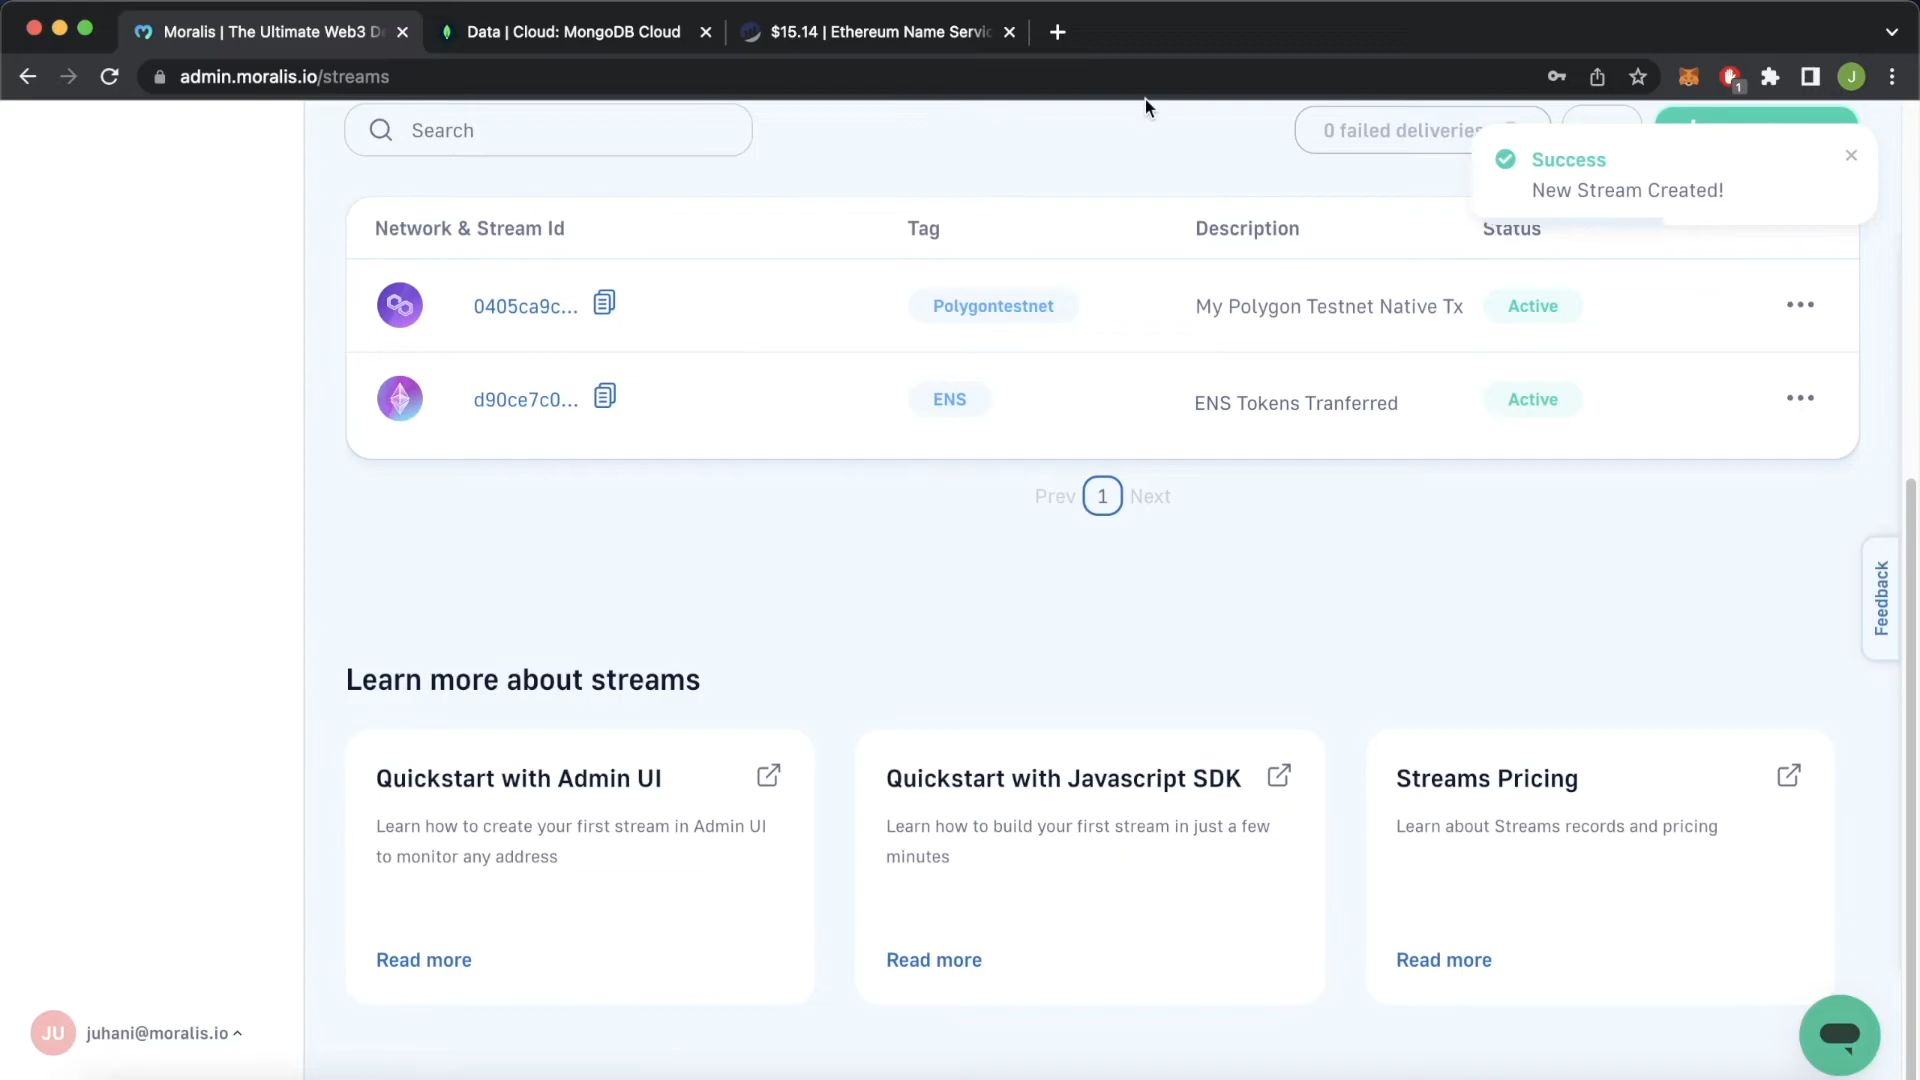 Moralis | The Ultimate Web3 De
Data | Cloud: MongoDB Cloud
$15.14 | Ethereum Name Servic
admin.moralis.io/streams
1
J
Search
0 failed deliveries
Success
New Stream Created!
Network & Stream Id
Tag
Description
Status
0405ca9c...
Polygontestnet
My Polygon Testnet Native Tx
Active
d90ce7c0...
ENS
ENS Tokens Tranferred
Active
Prev 1 Next
Feedback
Learn more about streams
Quickstart with Admin UI
Learn how to create your first stream in Admin UI
to monitor any address
Read more
Quickstart with Javascript SDK
Learn how to build your first stream in just a few
minutes
Read more
Streams Pricing
Learn about Streams records and pricing
Read more
JU juhani@moralis.io